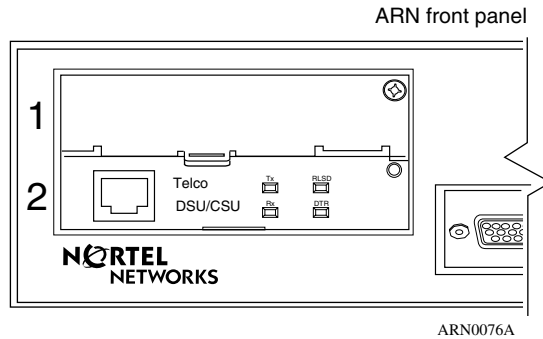 ARN front panel
1
2
Telco
DSU/CSU
Tx
RLSD
Rx
DTR
NORTEL
NETWORKS
ARN0076A